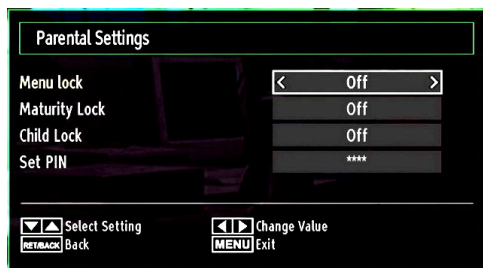 Parental Settings
Menu lock < Off >
Maturity Lock Off
Child Lock Off
Set PIN ****
Select Setting Change Value
RET/BACK Back MENU Exit